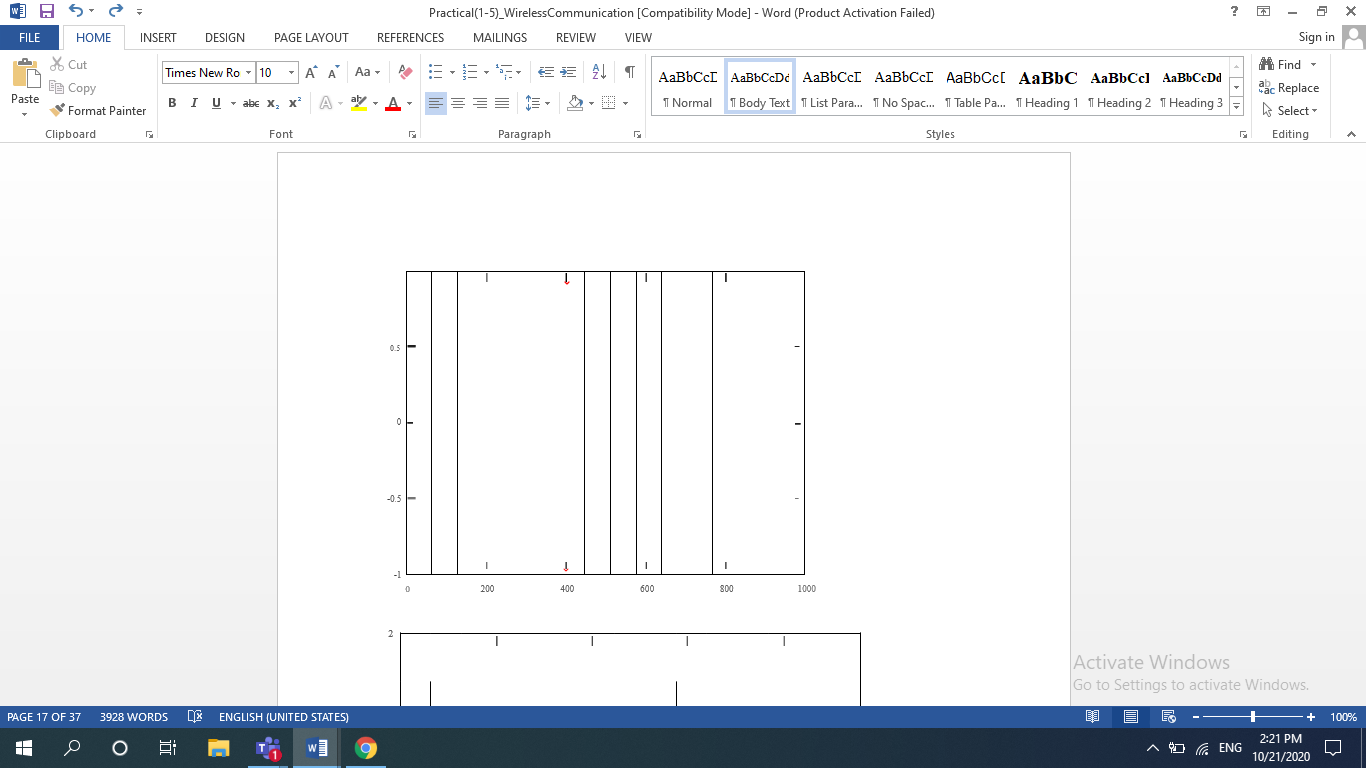 Practical(1-5)_WirelessCommunication [Compatibility Mode] - Word (Product Activation Failed)
FILE HOME INSERT DESIGN PAGE LAYOUT REFERENCES MAILINGS REVIEW VIEW Sign in
Paste
Cut
Copy
Format Painter
Clipboard
Times New Ro 10
Font
Paragraph
AaBbCcD AaBbCcDd AaBbCcD AaBbCcD AaBbCcD AaBbC AaBbCcI AaBbCcDd
¶ Normal ¶ Body Text ¶ List Para... ¶ No Spac... ¶ Table Pa... ¶ Heading 1 ¶ Heading 2 ¶ Heading 3
Styles
Find
Replace
Select
Editing
0.5
0
-0.5
-1
0 200 400 600 800 1000
2
Activate Windows
Go to Settings to activate Windows.
PAGE 17 OF 37 3928 WORDS ENGLISH (UNITED STATES) 100%
1
ENG
2:21 PM
10/21/2020